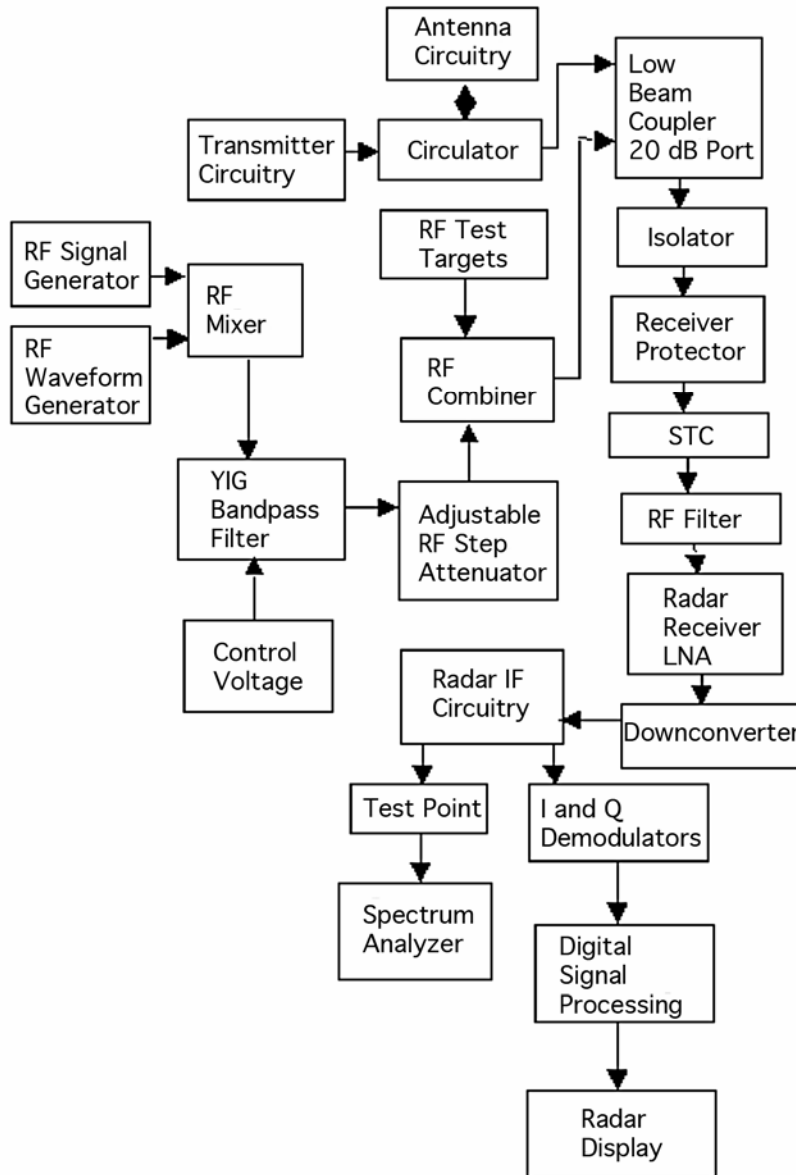 Antenna
Circuitry
Low
Beam
Coupler
20 dB Port
Transmitter
Circuitry
Circulator
RF Test
Targets
Isolator
RF Signal
Generator
RF
Mixer
Receiver
Protector
RF
Waveform
Generator
RF
Combiner
STC
YIG
Bandpass
Filter
Adjustable
RF Step
Attenuator
RF Filter
Radar
Receiver
LNA
Control
Voltage
Radar IF
Circuitry
Downconverter
Test Point
I and Q
Demodulators
Spectrum
Analyzer
Digital
Signal
Processing
Radar
Display